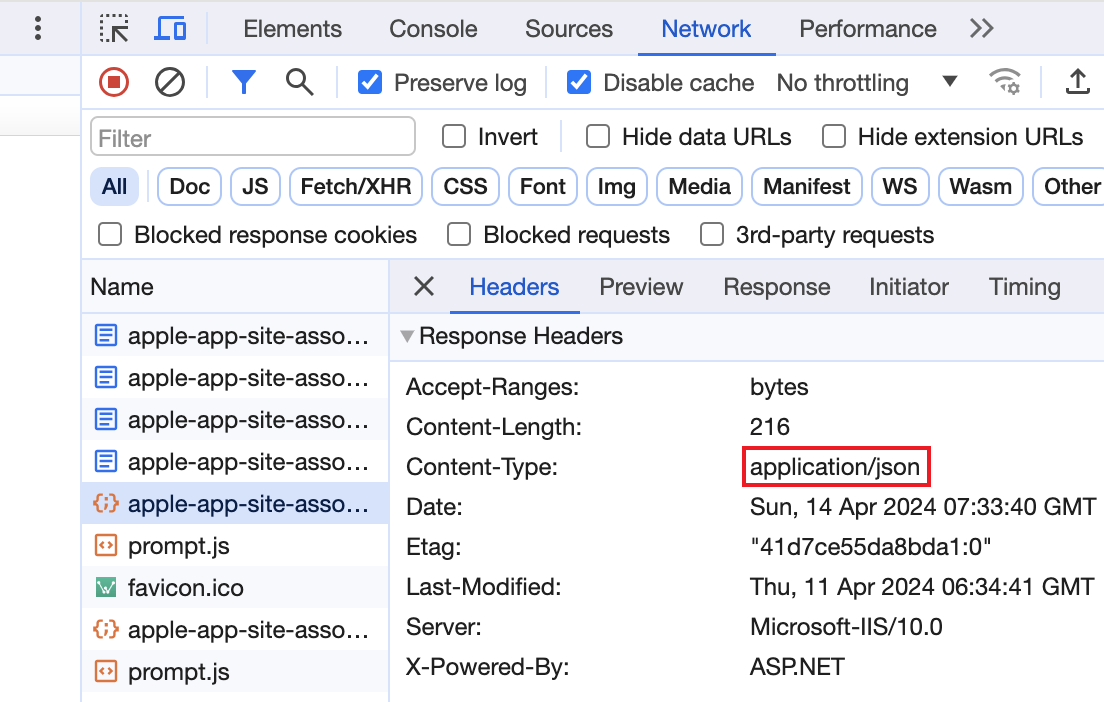 Elements Console Sources Network Performance
Preserve log Disable cache No throttling
Filter Invert Hide data URLs Hide extension URLs
All Doc JS Fetch/XHR CSS Font Img Media Manifest WS Wasm Other
Blocked response cookies Blocked requests 3rd-party requests
Name Headers Preview Response Initiator Timing
apple-app-site-asso… Response Headers
apple-app-site-asso… Accept-Ranges: bytes
apple-app-site-asso… Content-Length: 216
apple-app-site-asso… Content-Type: application/json
apple-app-site-asso… Date: Sun, 14 Apr 2024 07:33:40 GMT
prompt.js Etag: "41d7ce55da8bda1:0"
favicon.ico Last-Modified: Thu, 11 Apr 2024 06:34:41 GMT
apple-app-site-asso… Server: Microsoft-IIS/10.0
prompt.js X-Powered-By: ASP.NET